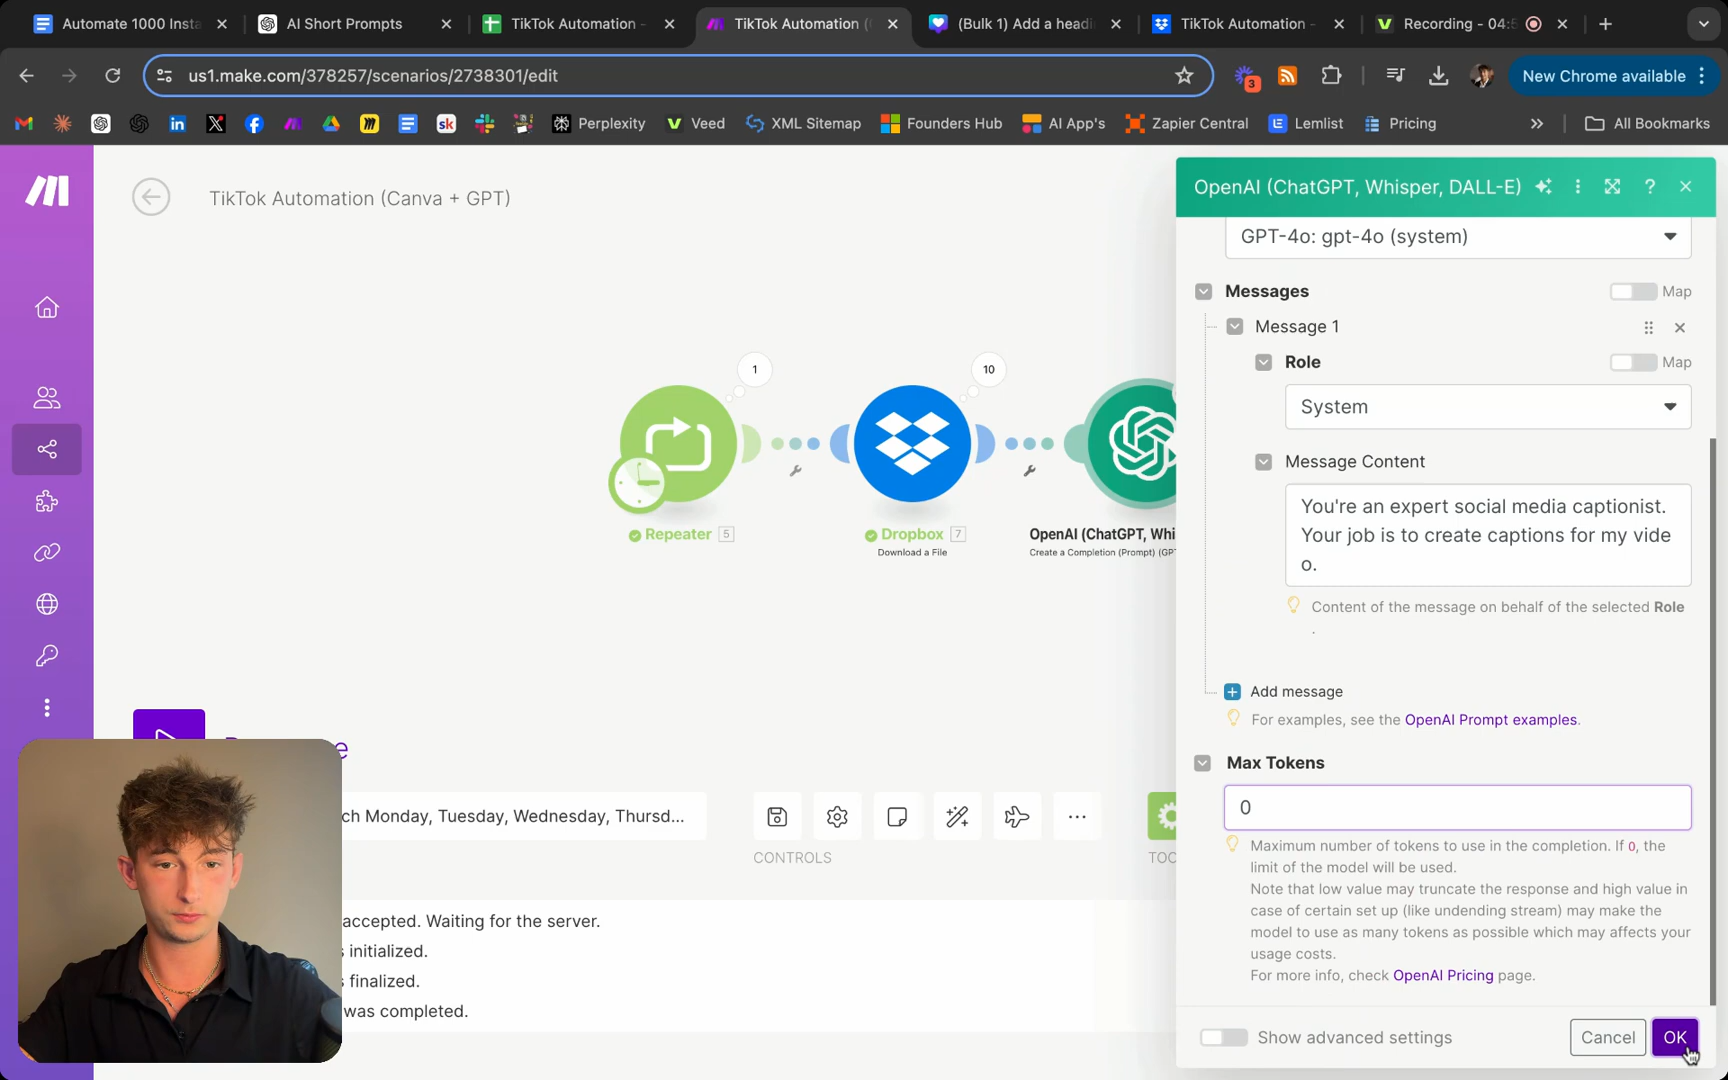 Automate 1000 Insta
AI Short Prompts
TikTok Automation -
TikTok Automation (
(Bulk 1) Add a headi
TikTok Automation -
Recording - 04:5
us1.make.com/378257/scenarios/2738301/edit
3
New Chrome available
Perplexity
Veed
XML Sitemap
Founders Hub
AI App's
Zapier Central
Lemlist
Pricing
All Bookmarks
TikTok Automation (Canva + GPT)
OpenAI (ChatGPT, Whisper, DALL-E)
GPT-4o: gpt-4o (system)
Messages
Map
Message 1
Role
Map
System
Message Content
You're an expert social media captionist.
Your job is to create captions for my vide
o.
Content of the message on behalf of the selected Role
.
Add message
For examples, see the OpenAI Prompt examples.
Max Tokens
0
Maximum number of tokens to use in the completion. If 0, the
limit of the model will be used.
Note that low value may truncate the response and high value in
case of certain set up (like undending stream) may make the
model to use as many tokens as possible which may affects your
usage costs.
For more info, check OpenAI Pricing page.
Show advanced settings
Cancel
OK
1
10
Repeater 5
Dropbox 7
Download a File
OpenAI (ChatGPT, Whi
Create a Completion (Prompt) (GPT
ch Monday, Tuesday, Wednesday, Thursd...
CONTROLS
TOO
accepted. Waiting for the server.
s initialized.
s finalized.
was completed.